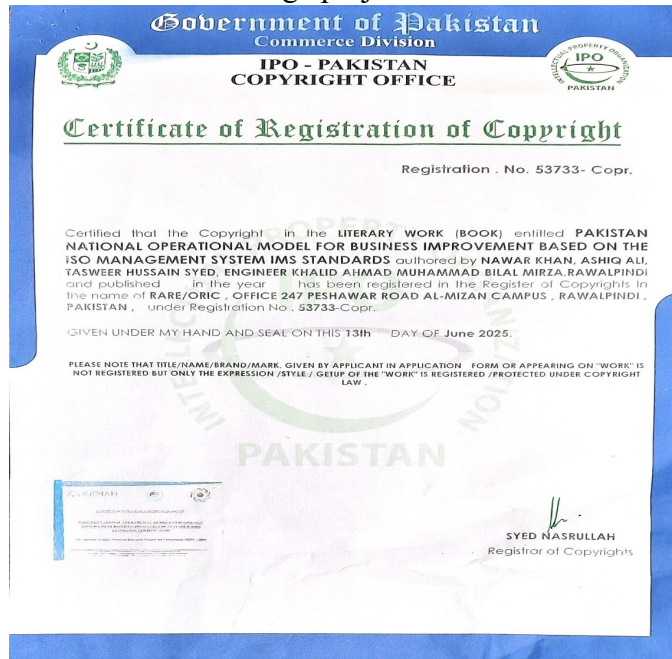 Government of Pakistan
Commerce Division
IPO - PAKISTAN
COPYRIGHT OFFICE
INTELLECTUAL PROPERTY ORGANIZATION
IPO
PAKISTAN
Certificate of Registration of Copyright
Registration . No. 53733- Copr.
Certified that the Copyright in the LITERARY WORK (BOOK) entitled PAKISTAN
NATIONAL OPERATIONAL MODEL FOR BUSINESS IMPROVEMENT BASED ON THE
ISO MANAGEMENT SYSTEM IMS STANDARDS authored by NAWAR KHAN, ASHIQ ALI,
TASWEER HUSSAIN SYED, ENGINEER KHALID AHMAD MUHAMMAD BILAL MIRZA,RAWALPINDI
and published in the year has been registered in the Register of Copyrights in
the name of RARE/ORIC , OFFICE 247 PESHAWAR ROAD AL-MIZAN CAMPUS , RAWALPINDI ,
PAKISTAN , under Registration No . 53733-Copr.
GIVEN UNDER MY HAND AND SEAL ON THIS 13th DAY OF June 2025.
PLEASE NOTE THAT TITLE/NAME/BRAND/MARK, GIVEN BY APPLICANT IN APPLICATION FORM OR APPEARING ON "WORK" IS
NOT REGISTERED BUT ONLY THE EXPRESSION /STYLE / GETUP OF THE "WORK" IS REGISTERED /PROTECTED UNDER COPYRIGHT
LAW .
INTELLECTUAL PROPERTY ORGANIZATION
PAKISTAN
SYED NASRULLAH
Registrar of Copyrights